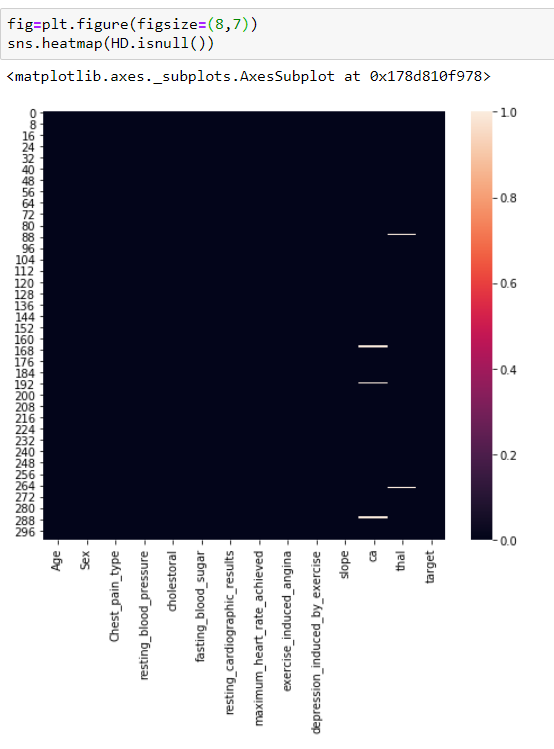 fig=plt.figure(figsize=(8,7))
sns.heatmap(HD.isnull())
<matplotlib.axes._subplots.AxesSubplot at 0x178d810f978>
0
8
16
24
32
40
48
56
64
72
80
88
96
104
112
120
128
136
144
152
160
168
176
184
192
200
208
216
224
232
240
248
256
264
272
280
288
296
Age
Sex
Chest_pain_type
resting_blood_pressure
cholestoral
fasting_blood_sugar
resting_cardiographic_results
maximum_heart_rate_achieved
exercise_induced_angina
depression_induced_by_exercise
slope
ca
thal
target
1.0
0.8
0.6
0.4
0.2
0.0